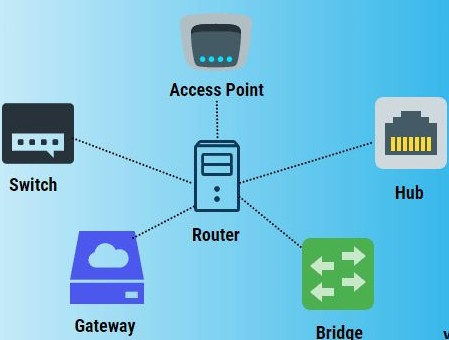 Access Point
Switch
Hub
Router
Gateway
Bridge